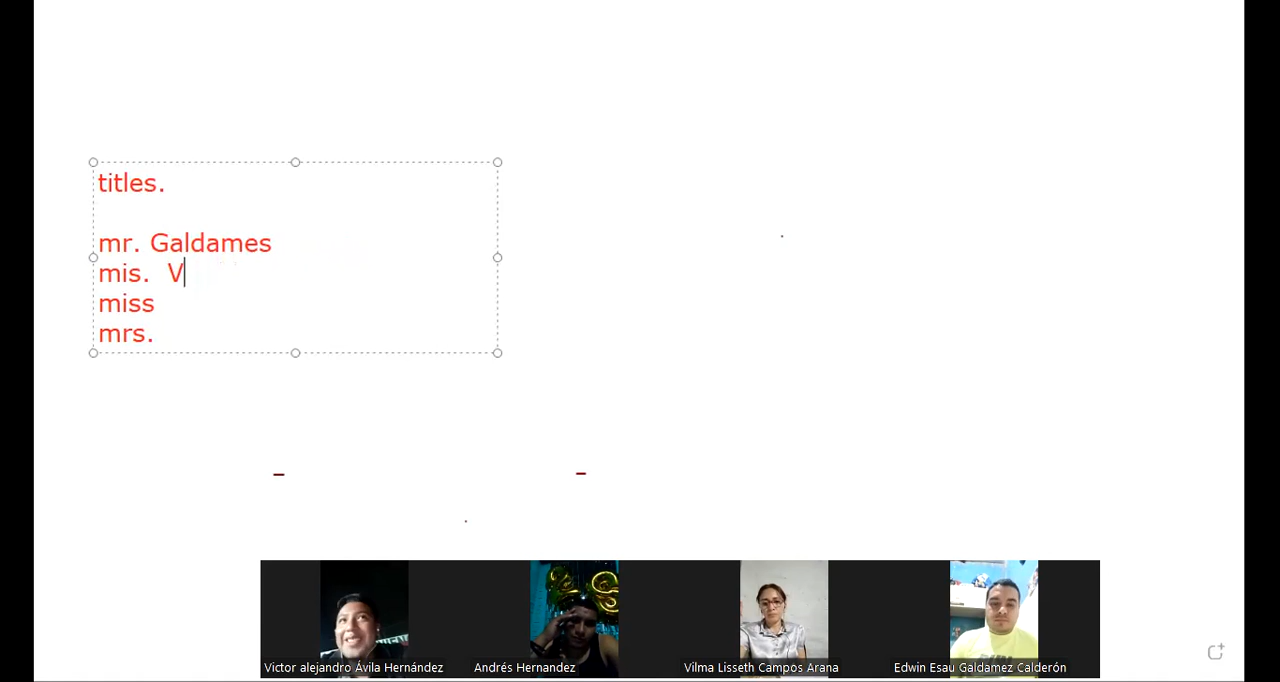 titles.
mr. Galdames
mis. V
miss
mrs.
Victor alejandro Ávila Hernández
Andrés Hernandez
Vilma Lisseth Campos Arana
Edwin Esau Galdamez Calderón